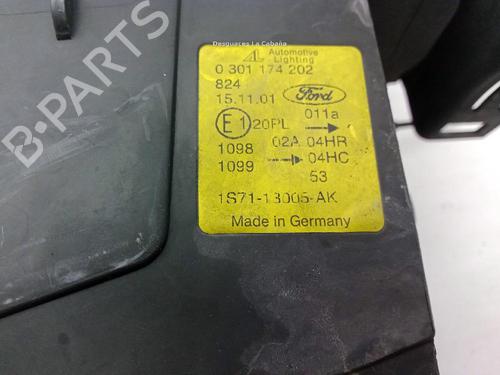 Desguaces La Cabaña
AL Automotive
Lighting
0 301 174 202
824
15.11.01
Ford
011a
E1 20PL
1098 02A 04HR
1099 04HC
53
1S71-13005-AK
Made in Germany
B-PARTS